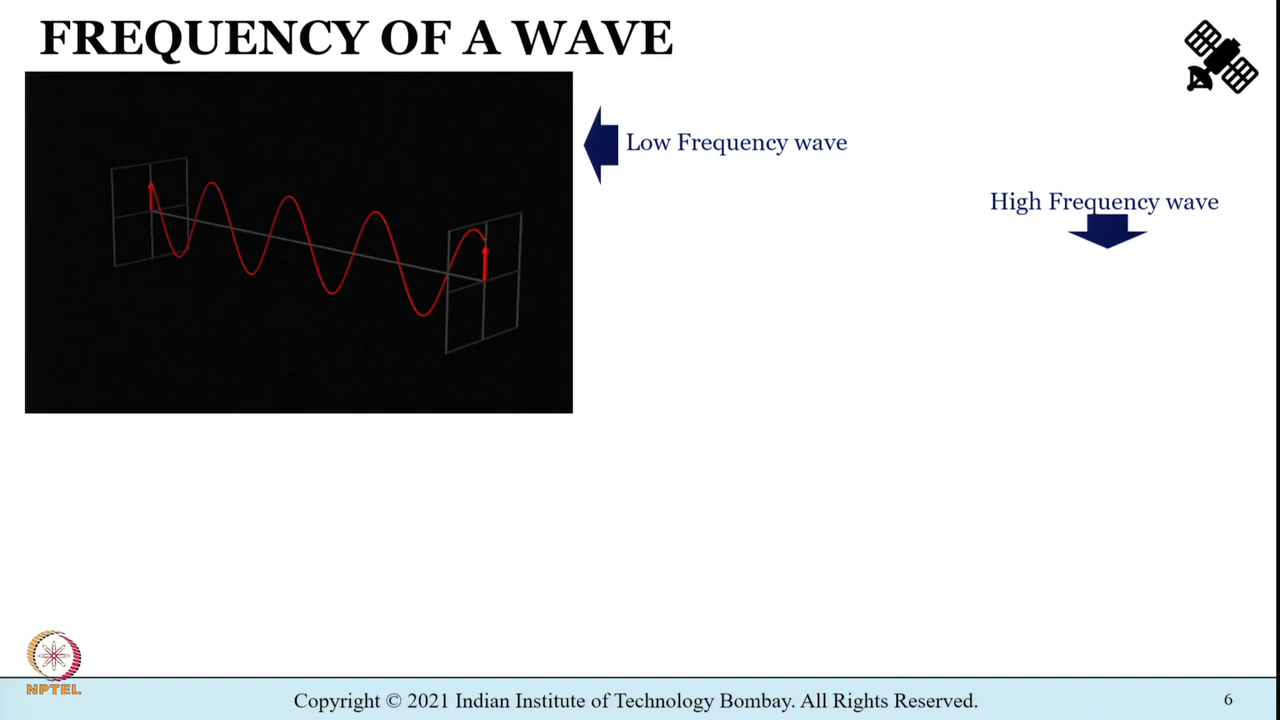 FREQUENCY OF A WAVE
Low Frequency wave
High Frequency wave
NPTEL
Copyright © 2021 Indian Institute of Technology Bombay. All Rights Reserved.
6